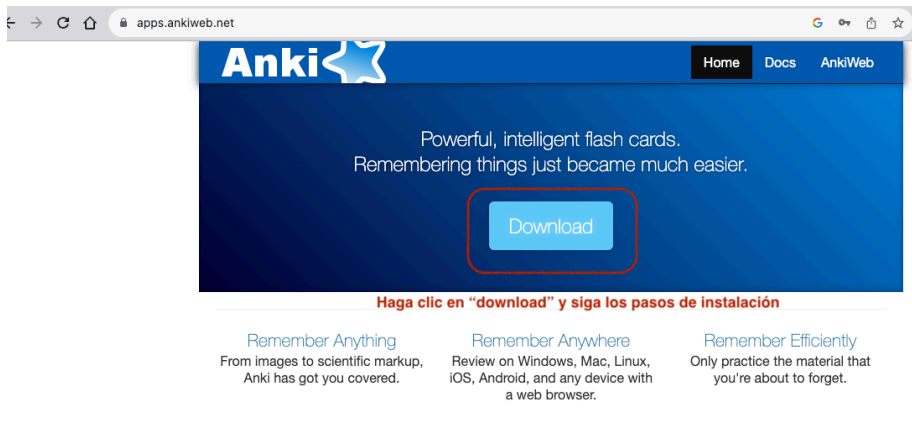 apps.ankiweb.net
Anki
Home Docs AnkiWeb
Powerful, intelligent flash cards.
Remembering things just became much easier.
Download
Haga clic en “download” y siga los pasos de instalación
Remember Anything
From images to scientific markup,
Anki has got you covered.
Remember Anywhere
Review on Windows, Mac, Linux,
iOS, Android, and any device with
a web browser.
Remember Efficiently
Only practice the material that
you're about to forget.